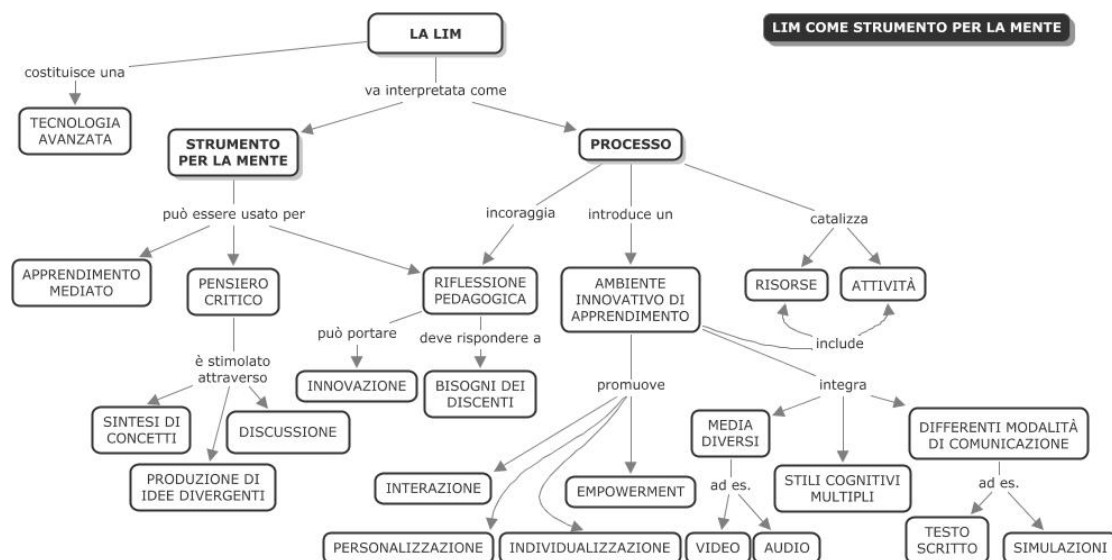 LA LIM
LIM COME STRUMENTO PER LA MENTE
costituisce una
va interpretata come
TECNOLOGIA
AVANZATA
STRUMENTO
PER LA MENTE
PROCESSO
può essere usato per
incoraggia
introduce un
catalizza
APPRENDIMENTO
MEDIATO
PENSIERO
CRITICO
RIFLESSIONE
PEDAGOGICA
AMBIENTE
INNOVATIVO DI
APPRENDIMENTO
RISORSE
ATTIVITÀ
può portare
deve rispondere a
include
è stimolato
attraverso
INNOVAZIONE
BISOGNI DEI
DISCENTI
promuove
integra
SINTESI DI
CONCETTI
DISCUSSIONE
MEDIA
DIVERSI
DIFFERENTI MODALITÀ
DI COMUNICAZIONE
PRODUZIONE DI
IDEE DIVERGENTI
INTERAZIONE
EMPOWERMENT
ad es.
STILI COGNITIVI
MULTIPLI
ad es.
PERSONALIZZAZIONE
INDIVIDUALIZZAZIONE
VIDEO
AUDIO
TESTO
SCRITTO
SIMULAZIONI